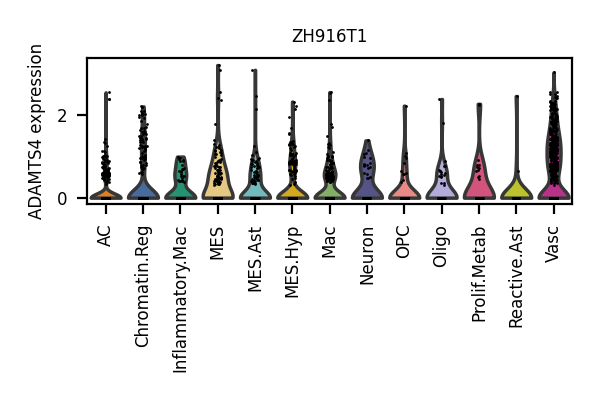 ZH916T1
ADAMTS4 expression
2
0
AC
Chromatin.Reg
Inflammatory.Mac
MES
MES.Ast
MES.Hyp
Mac
Neuron
OPC
Oligo
Prolif.Metab
Reactive.Ast
Vasc